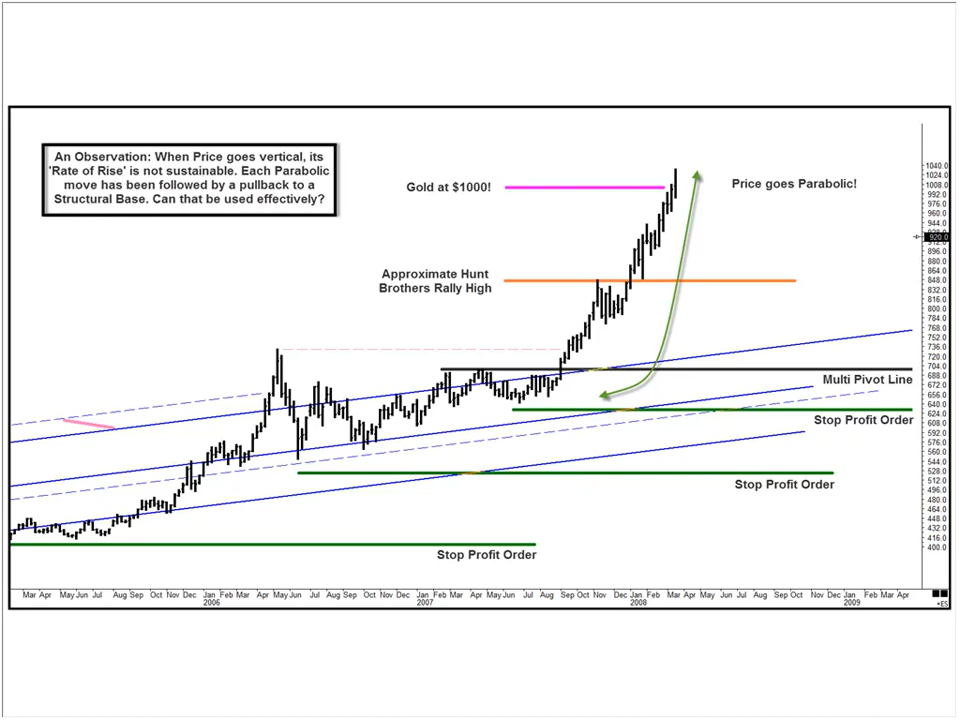 An Observation: When Price goes vertical, its
'Rate of Rise' is not sustainable. Each Parabolic
move has been followed by a pullback to a
Structural Base. Can that be used effectively?
Gold at $1000!
Price goes Parabolic!
Approximate Hunt
Brothers Rally High
Multi Pivot Line
Stop Profit Order
Stop Profit Order
Stop Profit Order
1040.0
1024.0
1008.0
992.0
976.0
960.0
944.0
920.0
896.0
880.0
864.0
848.0
832.0
816.0
800.0
784.0
768.0
752.0
736.0
720.0
704.0
688.0
672.0
656.0
640.0
624.0
608.0
592.0
576.0
560.0
544.0
528.0
512.0
496.0
480.0
464.0
448.0
432.0
416.0
400.0
Mar Apr May Jun Jul Aug Sep Oct Nov Dec Jan Feb Mar Apr May Jun Jul Aug Sep Oct Nov Dec Jan Feb Mar Apr May Jun Jul Aug Sep Oct Nov Dec Jan Feb Mar Apr May Jun Jul Aug Sep Oct Nov Dec Jan Feb Mar Apr
2006 2007 2008 2009